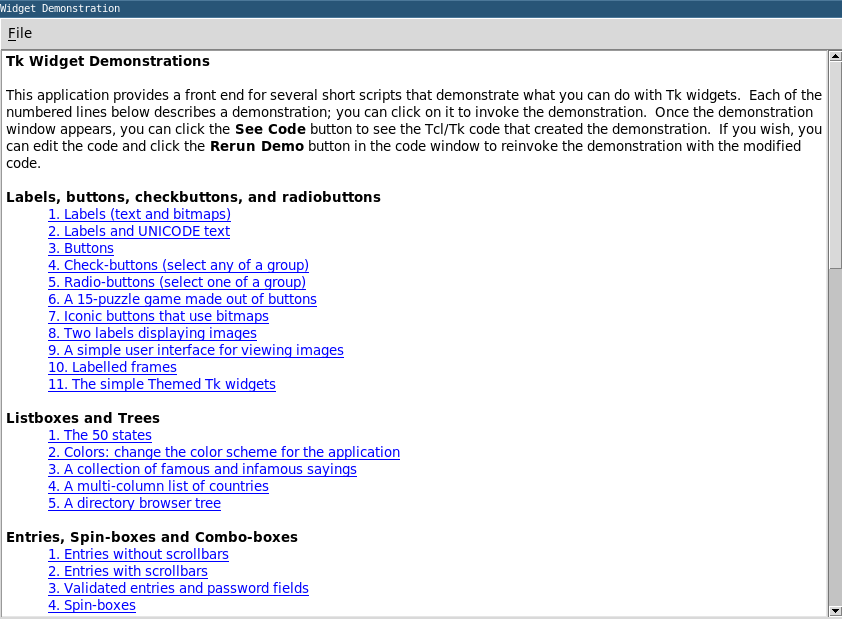 Widget Demonstration
File
Tk Widget Demonstrations
This application provides a front end for several short scripts that demonstrate what you can do with Tk widgets.  Each of the
numbered lines below describes a demonstration; you can click on it to invoke the demonstration.  Once the demonstration
window appears, you can click the See Code button to see the Tcl/Tk code that created the demonstration.  If you wish, you
can edit the code and click the Rerun Demo button in the code window to reinvoke the demonstration with the modified
code.
Labels, buttons, checkbuttons, and radiobuttons
1. Labels (text and bitmaps)
2. Labels and UNICODE text
3. Buttons
4. Check-buttons (select any of a group)
5. Radio-buttons (select one of a group)
6. A 15-puzzle game made out of buttons
7. Iconic buttons that use bitmaps
8. Two labels displaying images
9. A simple user interface for viewing images
10. Labelled frames
11. The simple Themed Tk widgets
Listboxes and Trees
1. The 50 states
2. Colors: change the color scheme for the application
3. A collection of famous and infamous sayings
4. A multi-column list of countries
5. A directory browser tree
Entries, Spin-boxes and Combo-boxes
1. Entries without scrollbars
2. Entries with scrollbars
3. Validated entries and password fields
4. Spin-boxes